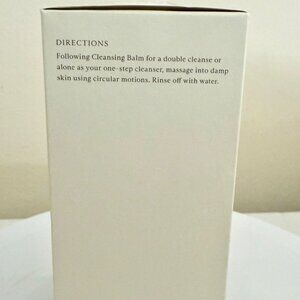 DIRECTIONS
Following Cleansing Balm for a double cleanse or
alone as your one-step cleanser, massage into damp
skin using circular motions. Rinse off with water.